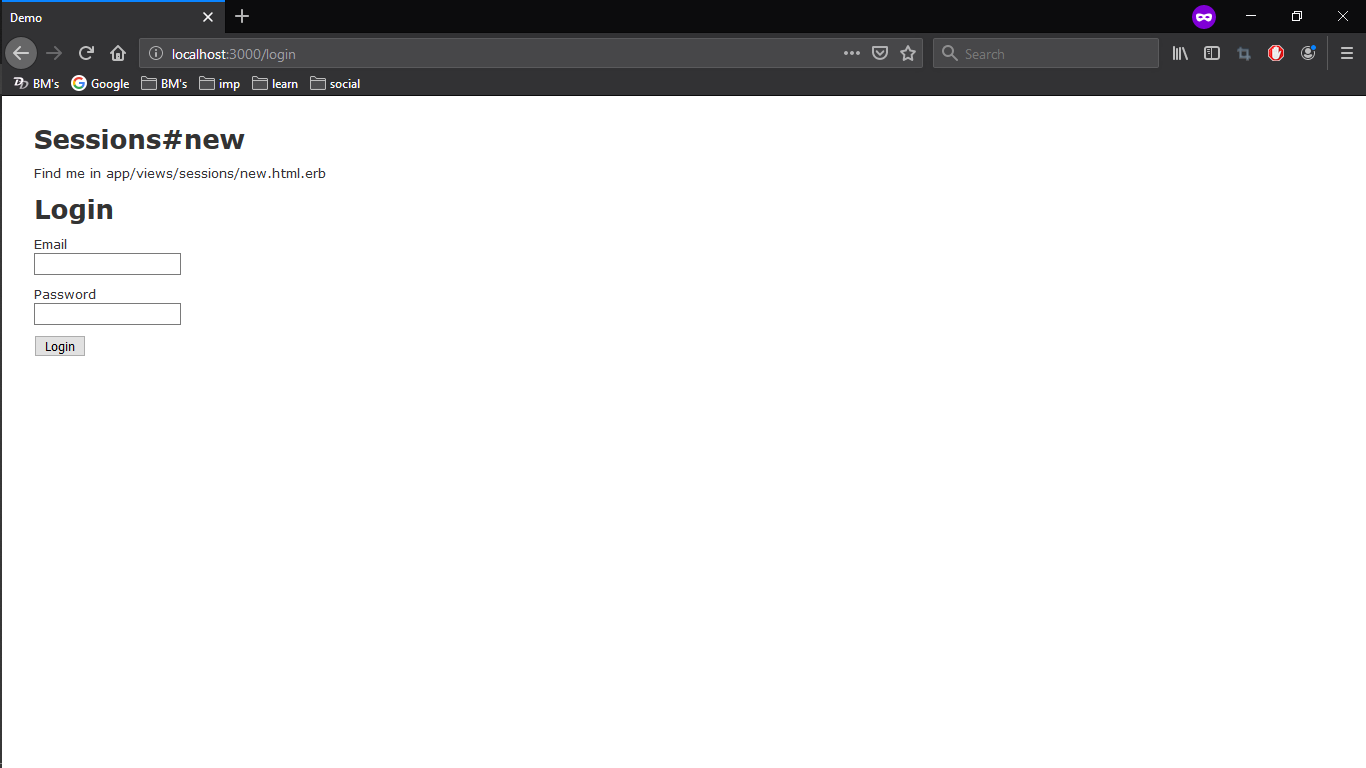 Demo
localhost:3000/login
Search
BM's Google BM's imp learn social
Sessions#new
Find me in app/views/sessions/new.html.erb
Login
Email
Password
Login